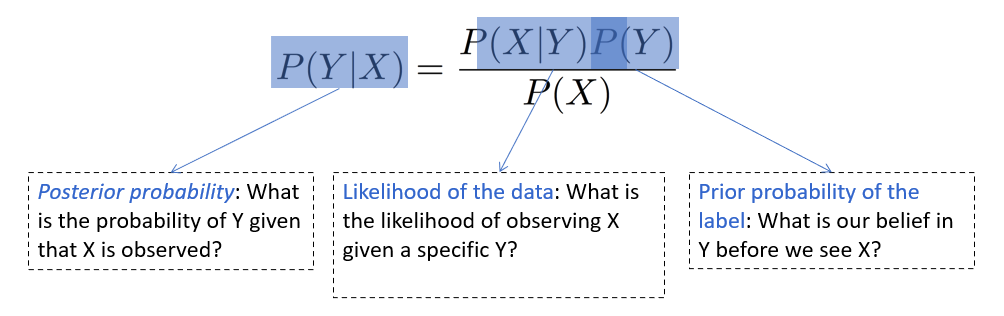 P(Y|X) = P(X|Y)P(Y)
P(X)
Posterior probability: What
is the probability of Y given
that X is observed?
Likelihood of the data: What is
the likelihood of observing X
given a specific Y?
Prior probability of the
label: What is our belief in
Y before we see X?